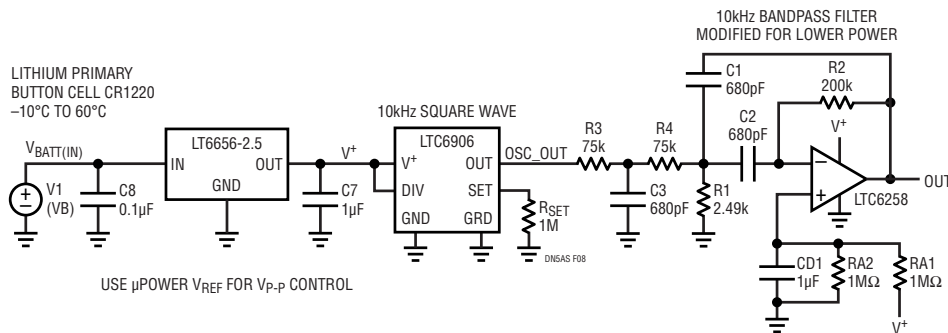 10kHz BANDPASS FILTER
MODIFIED FOR LOWER POWER
LITHIUM PRIMARY
BUTTON CELL CR1220
–10°C TO 60°C
VBATT(IN)
V1
(VB)
C8
0.1µF
LT6656-2.5
IN
OUT
GND
V+
C7
1µF
10kHz SQUARE WAVE
LTC6906
V+
DIV
GND
OUT
SET
GRD
OSC_OUT
RSET
1M
DN5AS F08
R3
75k
C3
680pF
R4
75k
R1
2.49k
C1
680pF
C2
680pF
R2
200k
V+
–
+
LTC6258
OUT
CD1
1µF
RA2
1MΩ
RA1
1MΩ
V+
USE µPOWER VREF FOR VP-P CONTROL